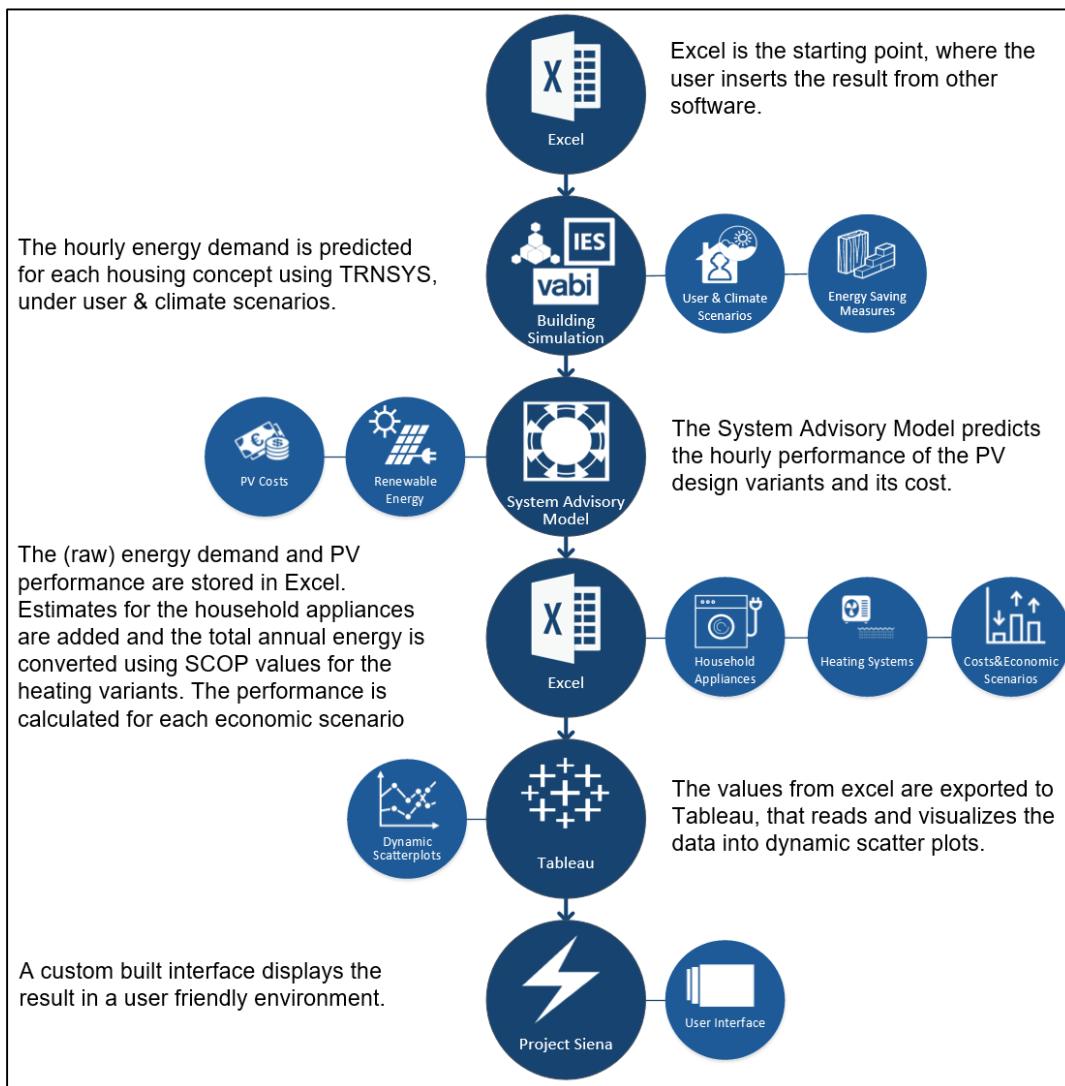 X
Excel
Excel is the starting point, where the
user inserts the result from other
software.
The hourly energy demand is predicted
for each housing concept using TRNSYS,
under user & climate scenarios.
IES
vabi
Building
Simulation
User & Climate
Scenarios
Energy Saving
Measures
PV Costs
Renewable
Energy
System Advisory
Model
The System Advisory Model predicts
the hourly performance of the PV
design variants and its cost.
The (raw) energy demand and PV
performance are stored in Excel.
Estimates for the household appliances
are added and the total annual energy is
converted using SCOP values for the
heating variants. The performance is
calculated for each economic scenario
X
Excel
Household
Appliances
Heating Systems
Costs&Economic
Scenarios
Dynamic
Scatterplots
Tableau
The values from excel are exported to
Tableau, that reads and visualizes the
data into dynamic scatter plots.
A custom built interface displays the
result in a user friendly environment.
Project Siena
User Interface